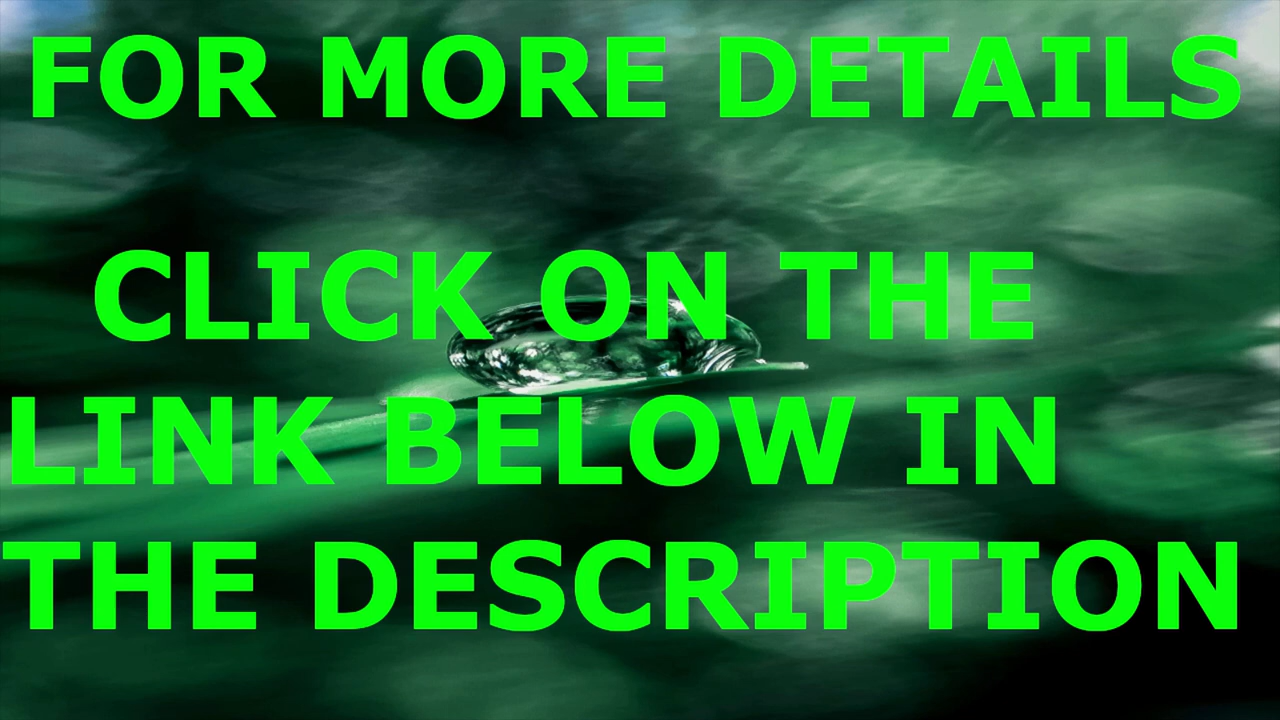 FOR MORE DETAILS
CLICK ON THE
LINK BELOW IN
THE DESCRIPTION